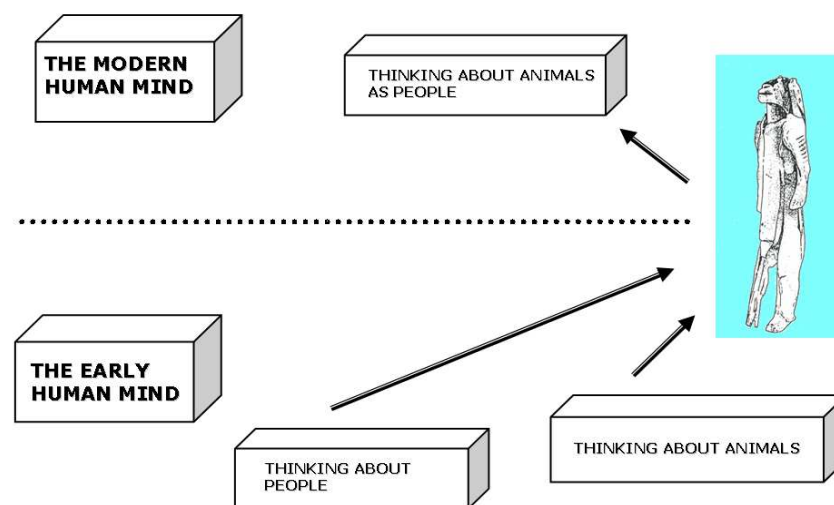 THE MODERN
HUMAN MIND
THINKING ABOUT ANIMALS
AS PEOPLE
THE EARLY
HUMAN MIND
THINKING ABOUT
PEOPLE
THINKING ABOUT ANIMALS